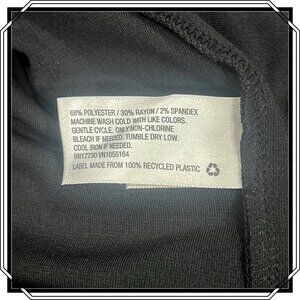 68% POLYESTER / 30% RAYON / 2% SPANDEX
MACHINE WASH COLD WITH LIKE COLORS.
GENTLE CYCLE. ONLY NON-CHLORINE
BLEACH IF NEEDED. TUMBLE DRY LOW.
COOL IRON IF NEEDED.
RN17730 VN1055164
LABEL MADE FROM 100% RECYCLED PLASTIC